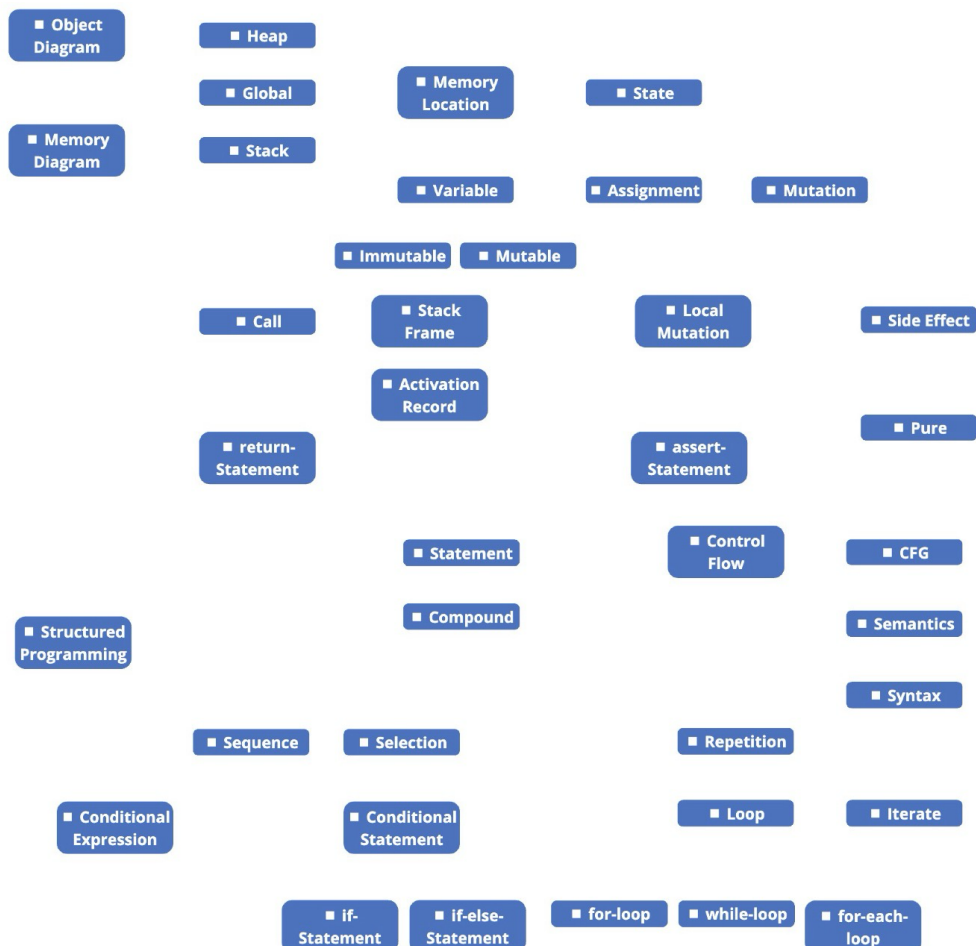 ■ Object
Diagram
■ Heap
■ Global
■ Memory
Location
■ State
■ Memory
Diagram
■ Stack
■ Variable
■ Assignment
■ Mutation
■ Immutable
■ Mutable
■ Call
■ Stack
Frame
■ Local
Mutation
■ Side Effect
■ Activation
Record
■ Pure
■ return-
Statement
■ assert-
Statement
■ Statement
■ Control
Flow
■ CFG
■ Compound
■ Semantics
■ Structured
Programming
■ Syntax
■ Sequence
■ Selection
■ Repetition
■ Conditional
Expression
■ Conditional
Statement
■ Loop
■ Iterate
■ if-
Statement
■ if-else-
Statement
■ for-loop
■ while-loop
■ for-each-
loop